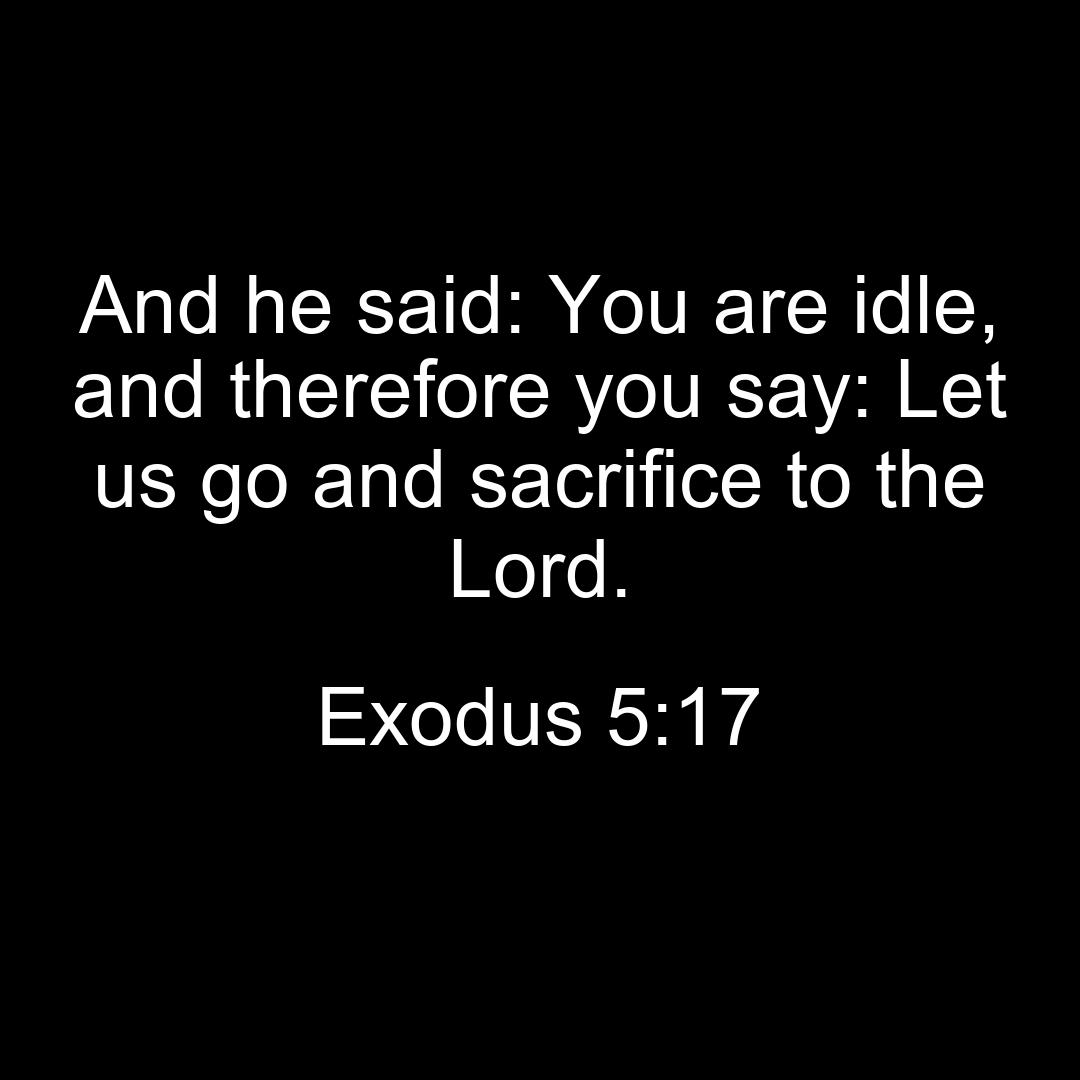 And he said: You are idle,
and therefore you say: Let
us go and sacrifice to the
Lord.
Exodus 5:17